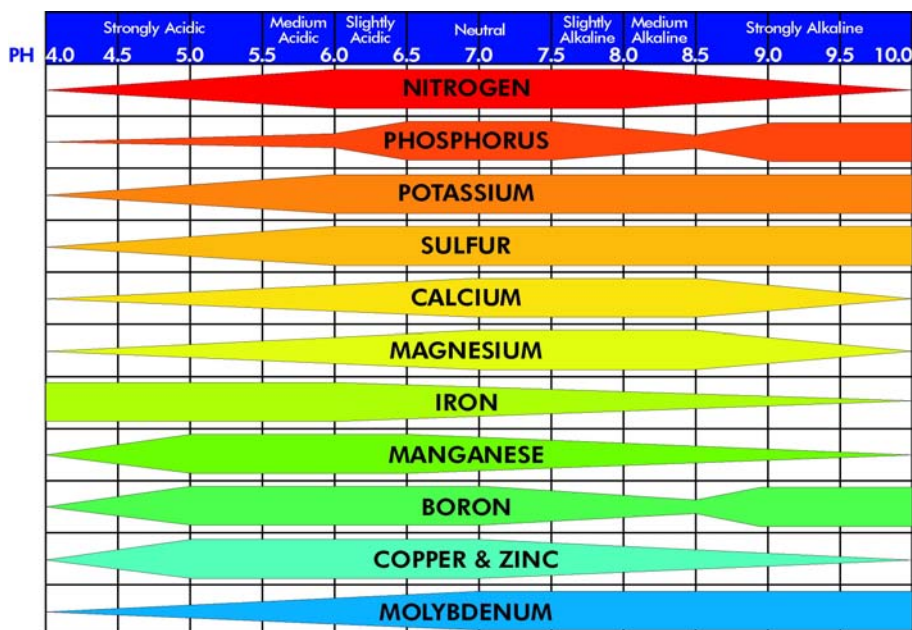 Strongly Acidic Medium Acidic Slightly Acidic Neutral Slightly Alkaline Medium Alkaline Strongly Alkaline
PH 4.0 4.5 5.0 5.5 6.0 6.5 7.0 7.5 8.0 8.5 9.0 9.5 10.0
NITROGEN
PHOSPHORUS
POTASSIUM
SULFUR
CALCIUM
MAGNESIUM
IRON
MANGANESE
BORON
COPPER & ZINC
MOLYBDENUM